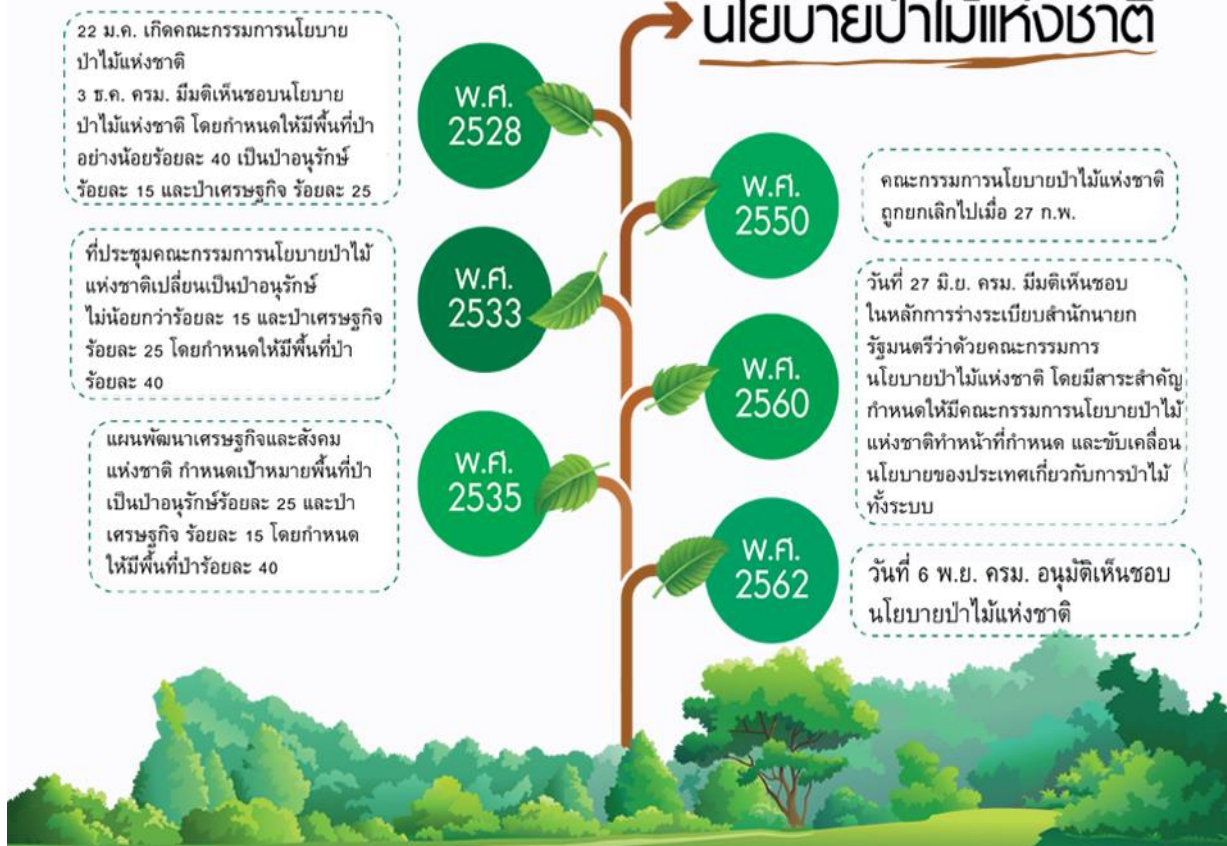 นโยบายป่าไม้แห่งชาติ
พ.ศ.
2528
22 ม.ค. เกิดคณะกรรมการนโยบาย
ป่าไม้แห่งชาติ
3 ธ.ค. ครม. มีมติเห็นชอบนโยบาย
ป่าไม้แห่งชาติ โดยกำหนดให้มีพื้นที่ป่า
อย่างน้อยร้อยละ 40 เป็นป่าอนุรักษ์
ร้อยละ 15 และป่าเศรษฐกิจ ร้อยละ 25
พ.ศ.
2533
ที่ประชุมคณะกรรมการนโยบายป่าไม้
แห่งชาติเปลี่ยนเป็นป่าอนุรักษ์
ไม่น้อยกว่าร้อยละ 15 และป่าเศรษฐกิจ
ร้อยละ 25 โดยกำหนดให้มีพื้นที่ป่า
ร้อยละ 40
พ.ศ.
2535
แผนพัฒนาเศรษฐกิจและสังคม
แห่งชาติ กำหนดเป้าหมายพื้นที่ป่า
เป็นป่าอนุรักษ์ร้อยละ 25 และป่า
เศรษฐกิจ ร้อยละ 15 โดยกำหนด
ให้มีพื้นที่ป่าร้อยละ 40
พ.ศ.
2550
คณะกรรมการนโยบายป่าไม้แห่งชาติ
ถูกยกเลิกไปเมื่อ 27 ก.พ.
พ.ศ.
2560
วันที่ 27 มิ.ย. ครม. มีมติเห็นชอบ
ในหลักการร่างระเบียบสำนักนายก
รัฐมนตรีว่าด้วยคณะกรรมการ
นโยบายป่าไม้แห่งชาติ โดยมีสาระสำคัญ
กำหนดให้มีคณะกรรมการนโยบายป่าไม้
แห่งชาติทำหน้าที่กำหนด และขับเคลื่อน
นโยบายของประเทศเกี่ยวกับการป่าไม้
ทั้งระบบ
พ.ศ.
2562
วันที่ 6 พ.ย. ครม. อนุมัติเห็นชอบ
นโยบายป่าไม้แห่งชาติ